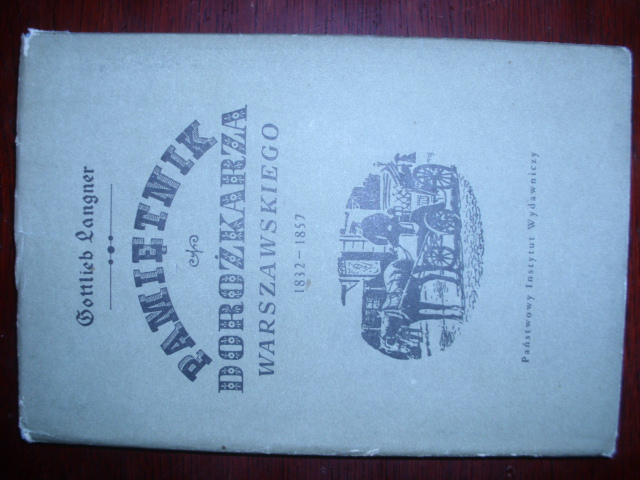 Gottlieb Langner
PAMIĘTNIK
DOROŻKARZA
WARSZAWSKIEGO
1832-1857
Państwowy Instytut Wydawniczy